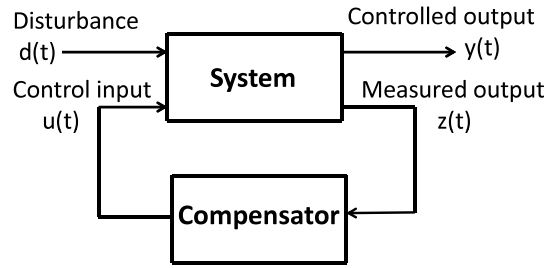 Disturbance
d(t)
Control input
u(t)
System
Controlled output
y(t)
Measured output
z(t)
Compensator